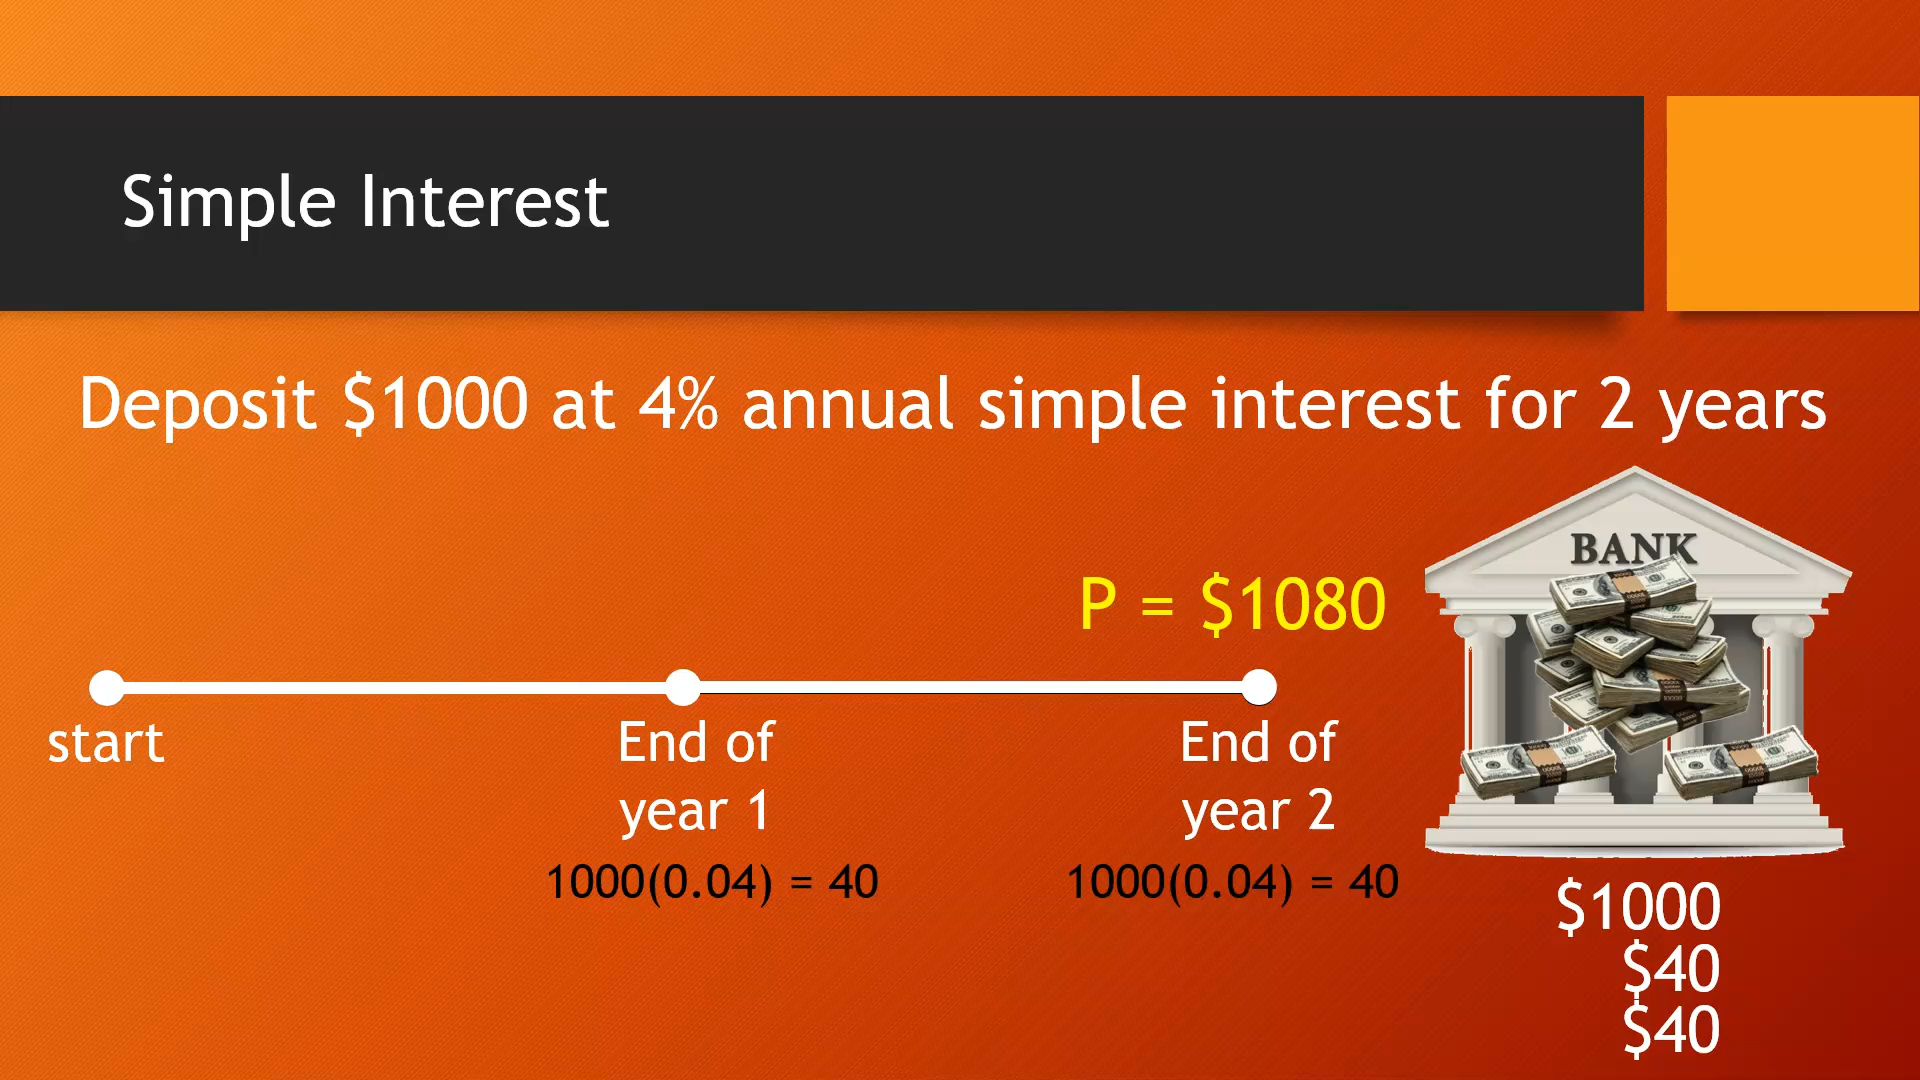 Simple Interest
Deposit $1000 at 4% annual simple interest for 2 years
BANK
P = $1080
start
End of
year 1
1000(0.04) = 40
End of
year 2
1000(0.04) = 40
$1000
$40
$40